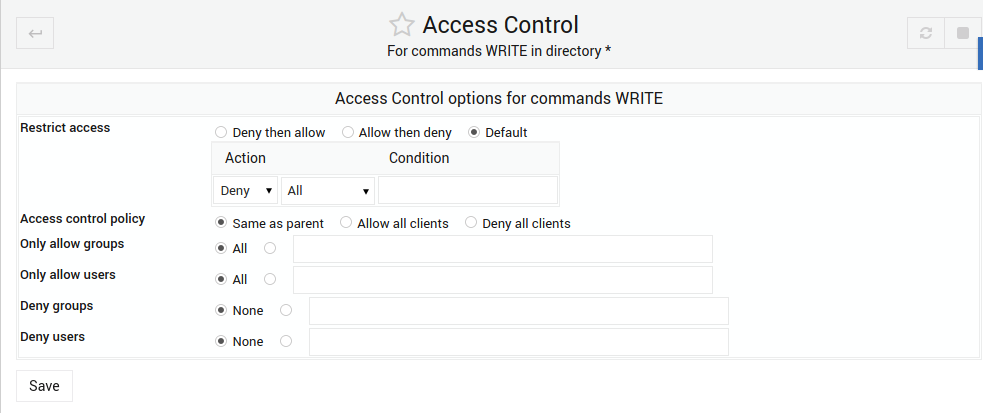 Access Control
For commands WRITE in directory *
Access Control options for commands WRITE
Restrict access
Deny then allow Allow then deny Default
Action Condition
Deny All
Access control policy Same as parent Allow all clients Deny all clients
Only allow groups All
Only allow users All
Deny groups None
Deny users None
Save